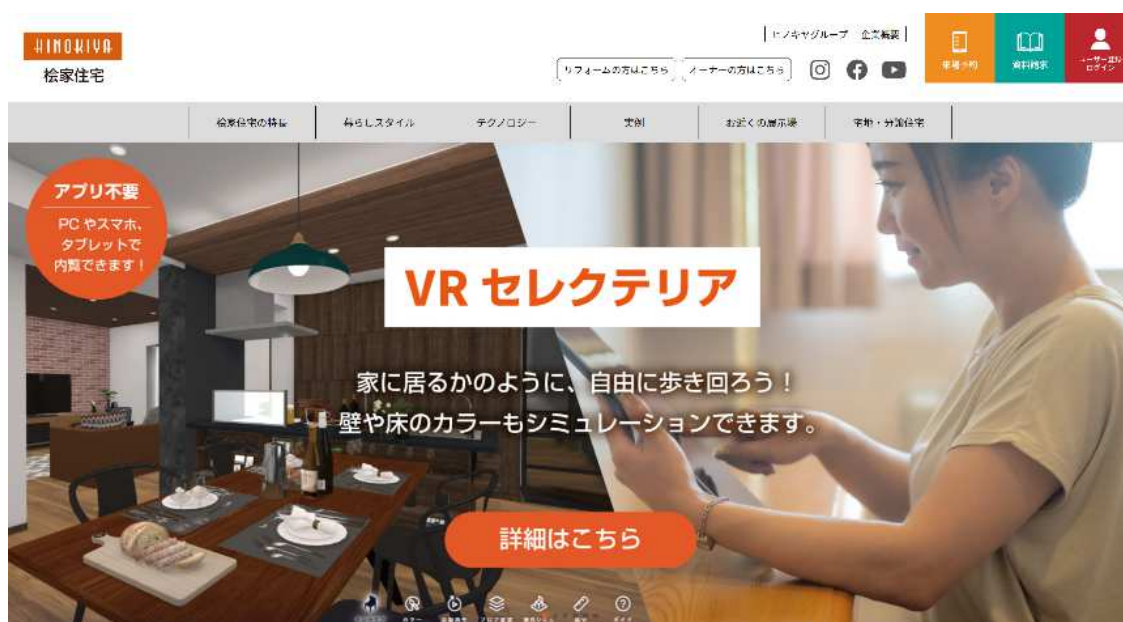 HINOKIYA
桧家住宅
ヒノキヤグループ 企業概要
リフォームの方はこちら オーナーの方はこちら
来場予約 資料請求 ユーザー登録
ログイン
桧家住宅の特長 暮らしスタイル テクノロジー 実例 お近くの展示場 宅地・分譲住宅
アプリ不要
PC やスマホ、
タブレットで
内覧できます!
VR セレクテリア
家に居るかのように、自由に歩き回ろう!
壁や床のカラーもシミュレーションできます。
詳細はこちら
カラー